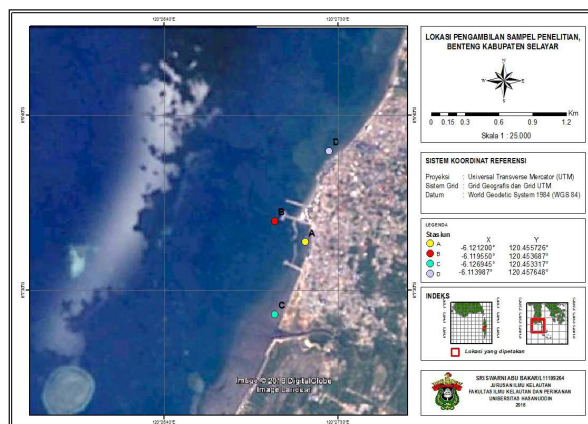 LOKASI PENGAMBILAN SAMPEL PENELITIAN,
BENTENG KABUPATEN SELAYAR
N
W E
S
Km
0 0.15 0.3 0.6 0.9 1.2
Skala 1 : 25.000
SISTEM KOORDINAT REFERENSI
Proyeksi : Universal Transverse Mercator (UTM)
Sistem Grid : Grid Geografis dan Grid UTM
Datum : World Geodetic System 1984 (WGS 84)
LEGENDA
Stasiun X Y
A -6.121200° 120.455726°
B -6.119550° 120.453687°
C -6.126945° 120.453317°
D -6.113987° 120.457648°
INDEKS
Lokasi yang dipetakan
SRI SWARNI ABU BAKAR/L11109264
JURUSAN ILMU KELAUTAN
FAKULTAS ILMU KELAUTAN DAN PERIKANAN
UNIVERSITAS HASANUDDIN
2016
D
B
A
C
Image © 2016 DigitalGlobe
Image Landsat